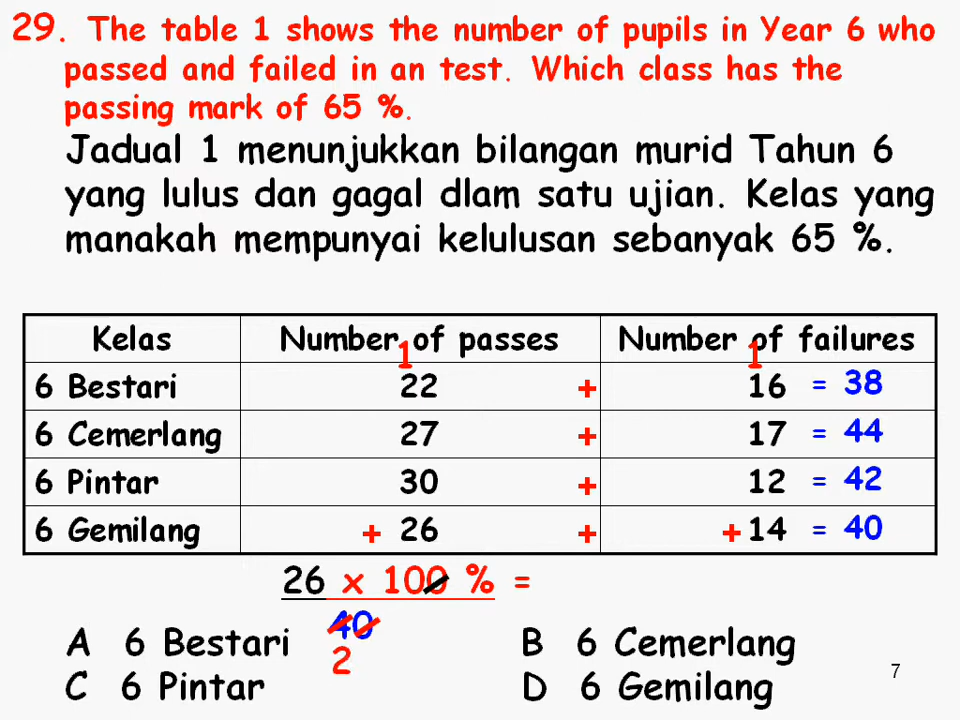 29. The table 1 shows the number of pupils in Year 6 who
passed and failed in an test. Which class has the
passing mark of 65 %.
Jadual 1 menunjukkan bilangan murid Tahun 6
yang lulus dan gagal dlam satu ujian. Kelas yang
manakah mempunyai kelulusan sebanyak 65 %.
Kelas Number of passes Number of failures
1 1
6 Bestari 22 + 16 = 38
6 Cemerlang 27 + 17 = 44
6 Pintar 30 + 12 = 42
6 Gemilang + 26 + + 14 = 40
26 x 100 % =
40
2
A 6 Bestari B 6 Cemerlang
C 6 Pintar D 6 Gemilang
7